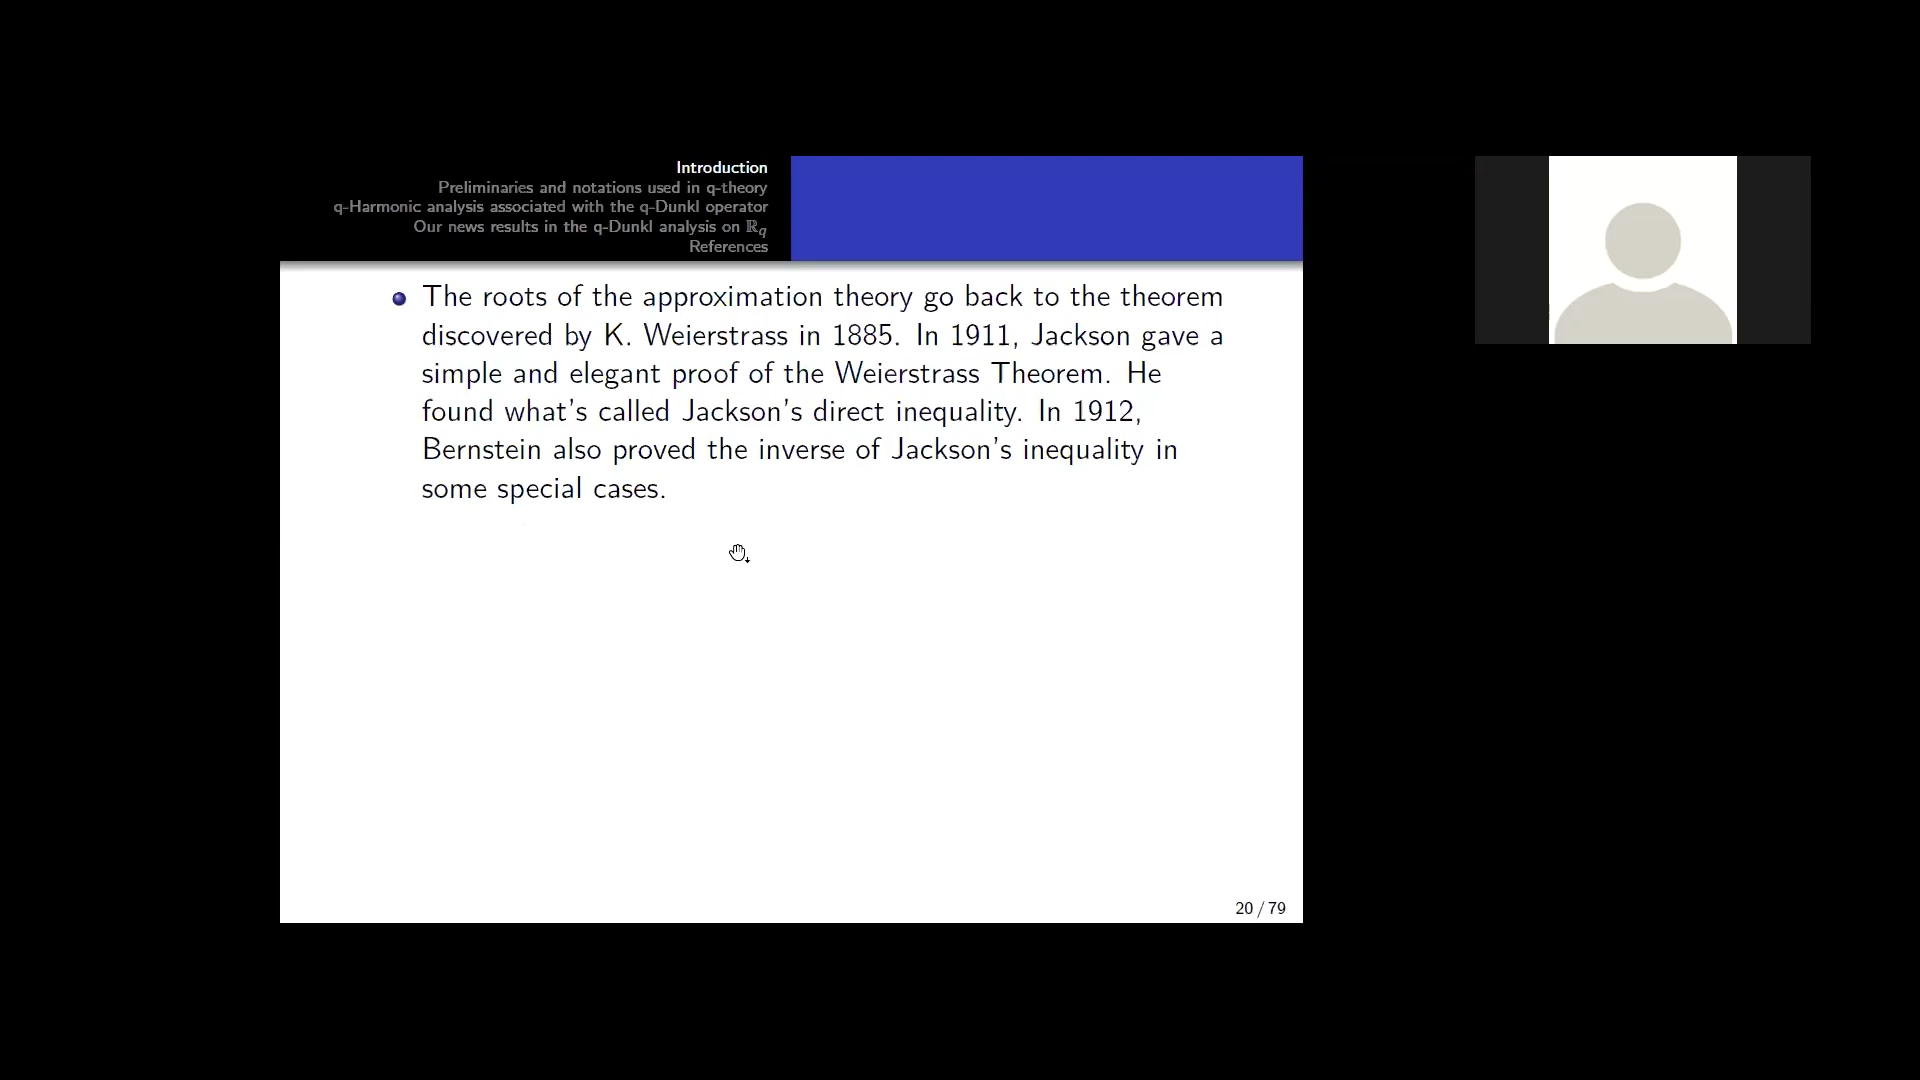 Introduction
Preliminaries and notations used in q-theory
q-Harmonic analysis associated with the q-Dunkl operator
Our news results in the q-Dunkl analysis on ℝq
References
The roots of the approximation theory go back to the theorem
discovered by K. Weierstrass in 1885. In 1911, Jackson gave a
simple and elegant proof of the Weierstrass Theorem. He
found what's called Jackson's direct inequality. In 1912,
Bernstein also proved the inverse of Jackson's inequality in
some special cases.
20 / 79